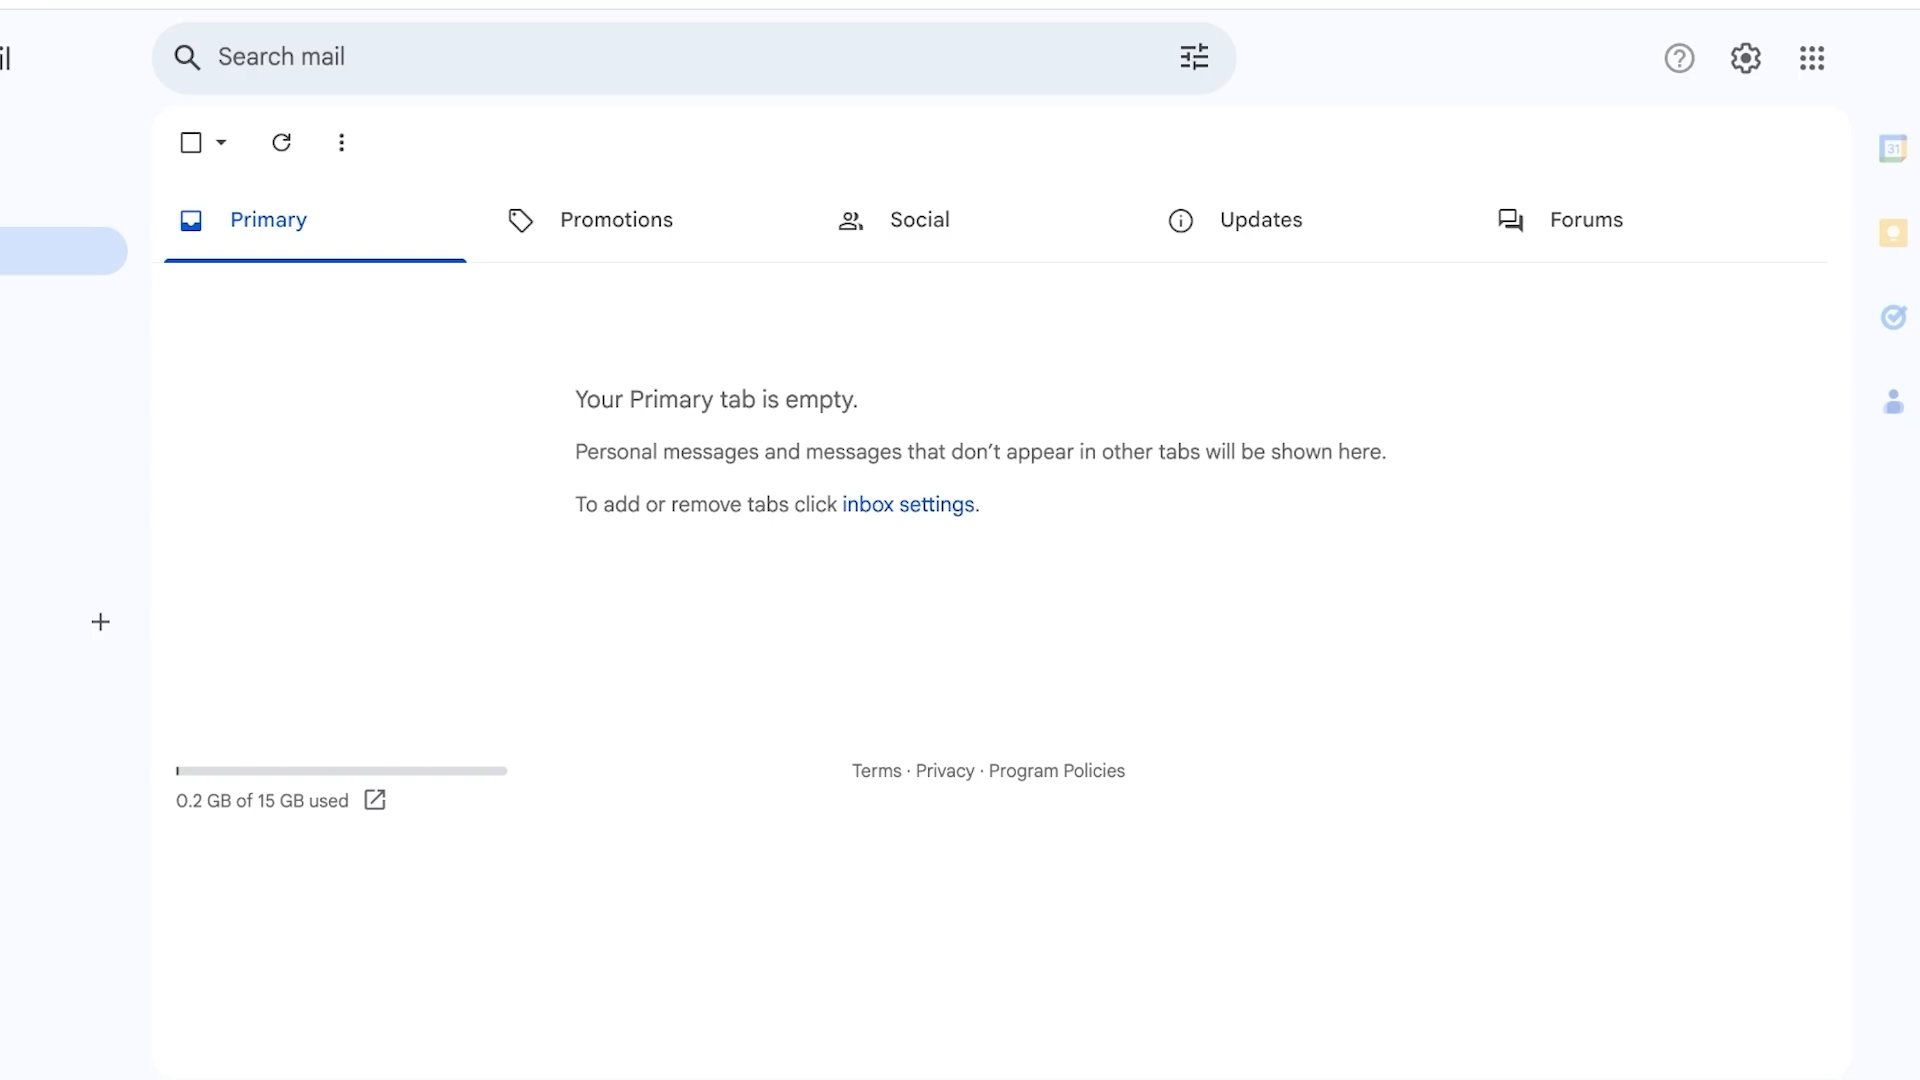 il
Search mail
Primary
Promotions
Social
Updates
Forums
31
Your Primary tab is empty.
Personal messages and messages that don’t appear in other tabs will be shown here.
To add or remove tabs click inbox settings.
0.2 GB of 15 GB used
Terms · Privacy · Program Policies